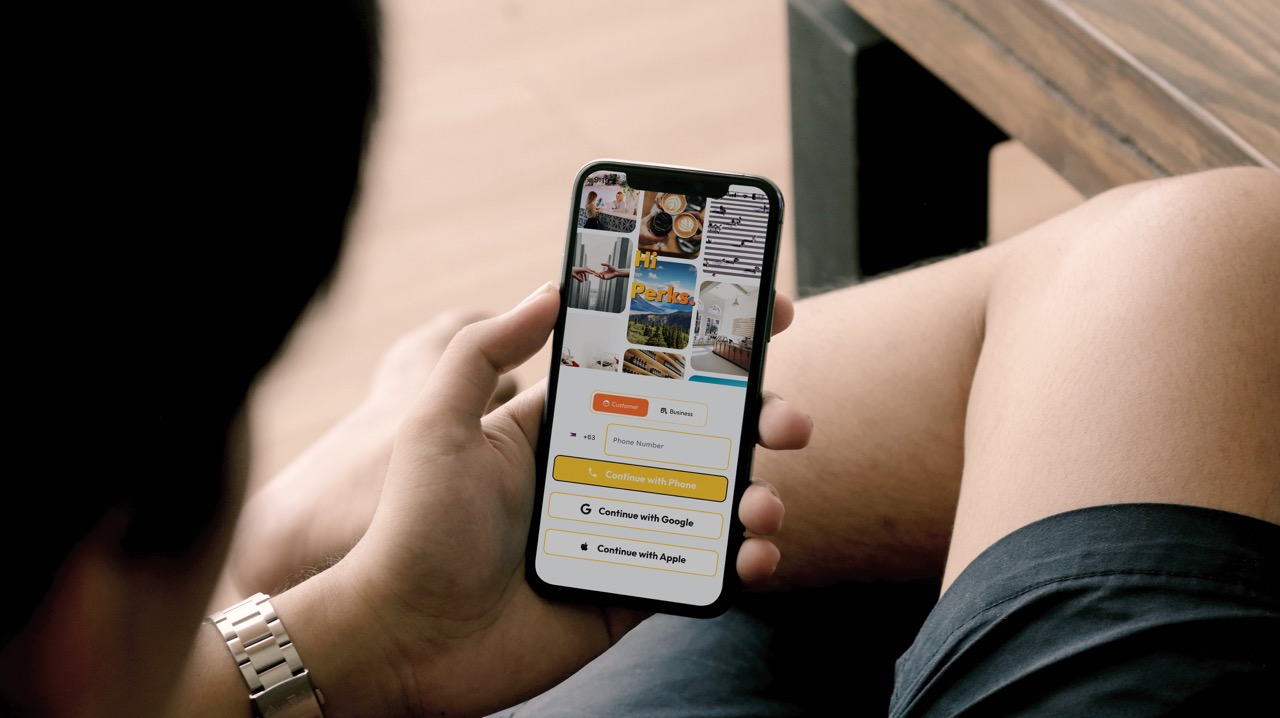 Hi
Perks.
Customer
Business
+63
Phone Number
Continue with Phone
Continue with Google
Continue with Apple